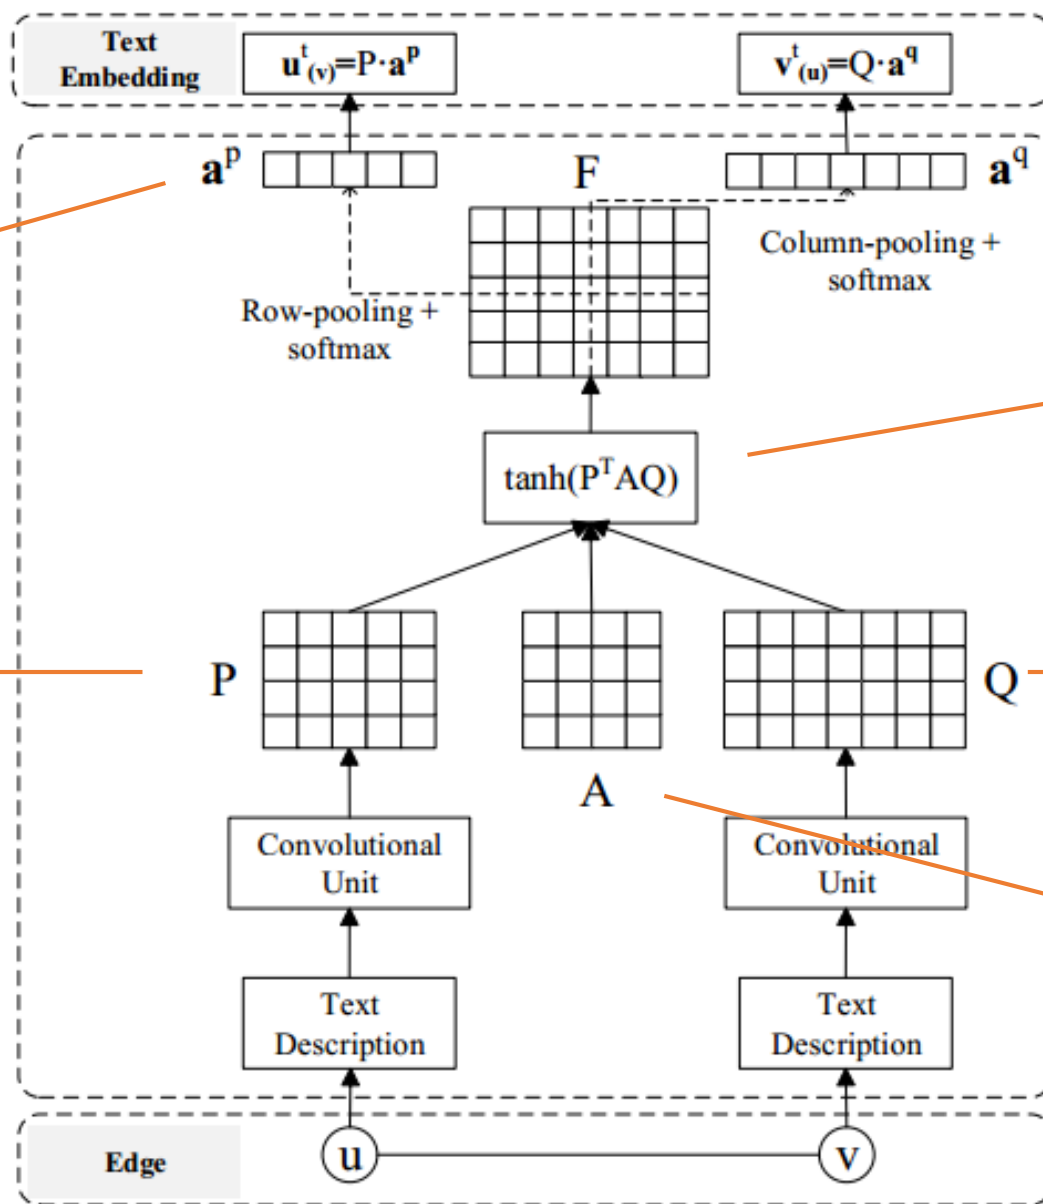 Text
Embedding
u^t_(v)=P·a^p
v^t_(u)=Q·a^q
a^p
F
a^q
Column-pooling +
softmax
Row-pooling +
softmax
tanh(P^TAQ)
P
Q
A
Convolutional
Unit
Convolutional
Unit
Text
Description
Text
Description
Edge
u
v